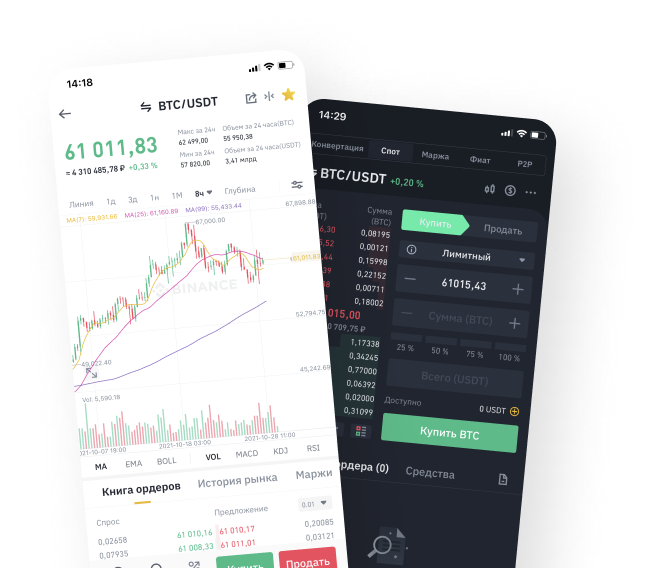 14:18
BTC/USDT
61 011,83
≈ 4 310 485,78 ₽ +0,33 %
Макс за 24ч
62 499,00
Объем за 24 часа(BTC)
55 950,38
Мин за 24ч
57 820,00
Объем за 24 часа(USDT)
3,41 млрд
Линия 1д 3д 1н 1M 8ч Глубина
MA(25): 61,160.89 MA(99): 55,433.44
67,898.88
67,000.00
61,011.83
BINANCE
52,794.75
49,022.40
45,242.68
Vol: 5,590.18
2021-10-07 19:00 2021-10-18 03:00 2021-10-28 11:00
MA EMA BOLL VOL MACD KDJ RSI
Книга ордеров История рынка Маржи
Спрос Предложение 0.01
0,02658 61 010,16 61 010,17 0,20085
0,07935 61 008,33 61 011,01 0,03121
Купить Продать
14:29
Конвертация Спот Маржа Фиат P2P
BTC/USDT +0,20 %
Сумма
(BTC)
0,08195
0,00121
0,15998
0,22152
0,00711
0,18002
015,00
709,75 ₽
1,17338
0,34245
0,77000
0,06392
0,02000
0,31099
Купить Продать
Лимитный
61015,43
Сумма (BTC)
25 % 50 % 75 % 100 %
Всего (USDT)
Доступно 0 USDT
Купить BTC
ордера (0) Средства